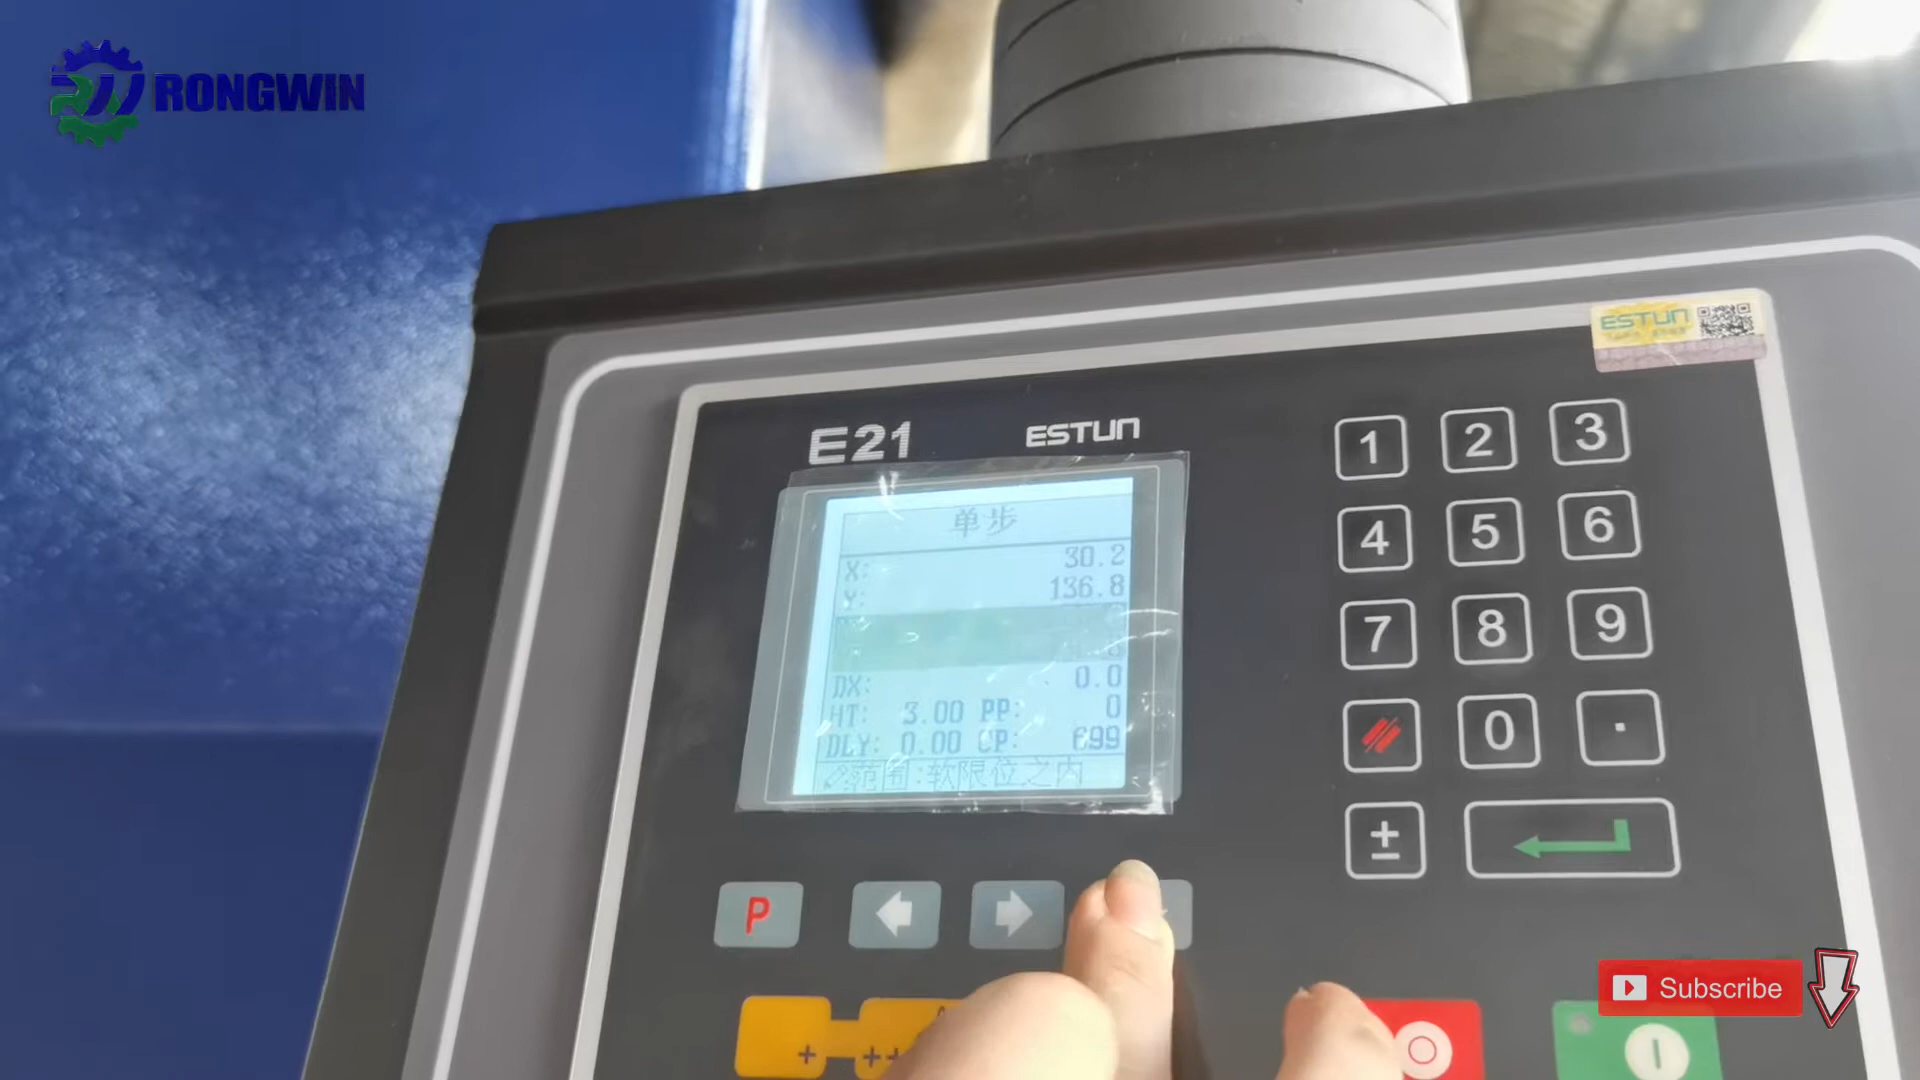 RONGWIN
ESTUN
E21 ESTUN
单步
X: 30.2
Y: 136.8
DX: 0.0
HT: 3.00 PP: 0
DLY: 0.00 CP: 699
范围:软限位之内
1 2 3
4 5 6
7 8 9
0 .
±
P
+ ++
Subscribe